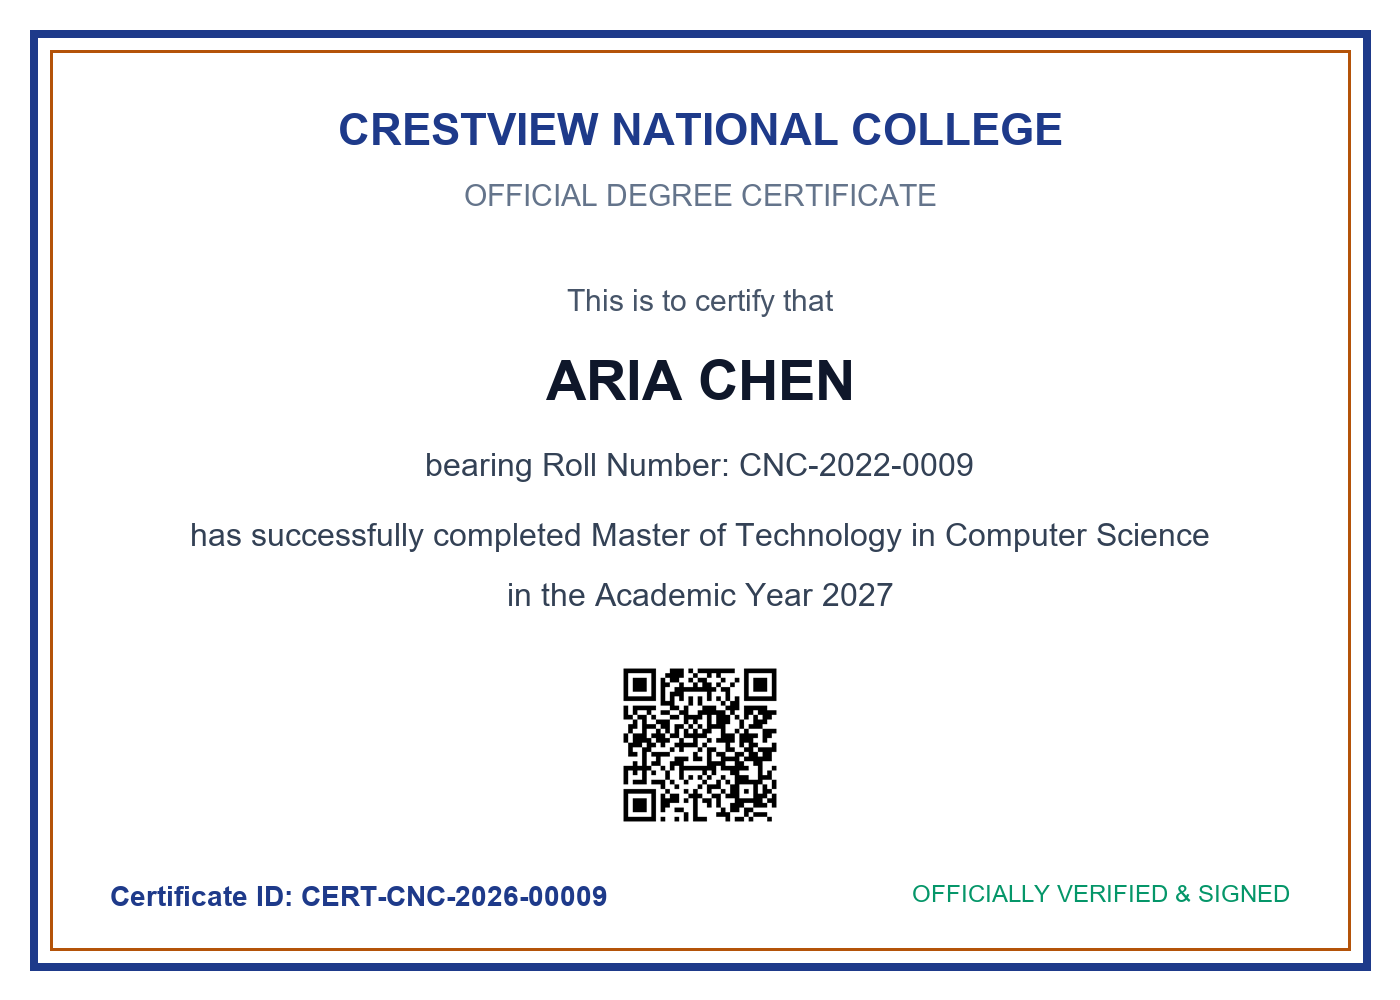 CRESTVIEW NATIONAL COLLEGE
OFFICIAL DEGREE CERTIFICATE
This is to certify that
ARIA CHEN
bearing Roll Number: CNC-2022-0009
has successfully completed Master of Technology in Computer Science
in the Academic Year 2027
Certificate ID: CERT-CNC-2026-00009
OFFICIALLY VERIFIED & SIGNED